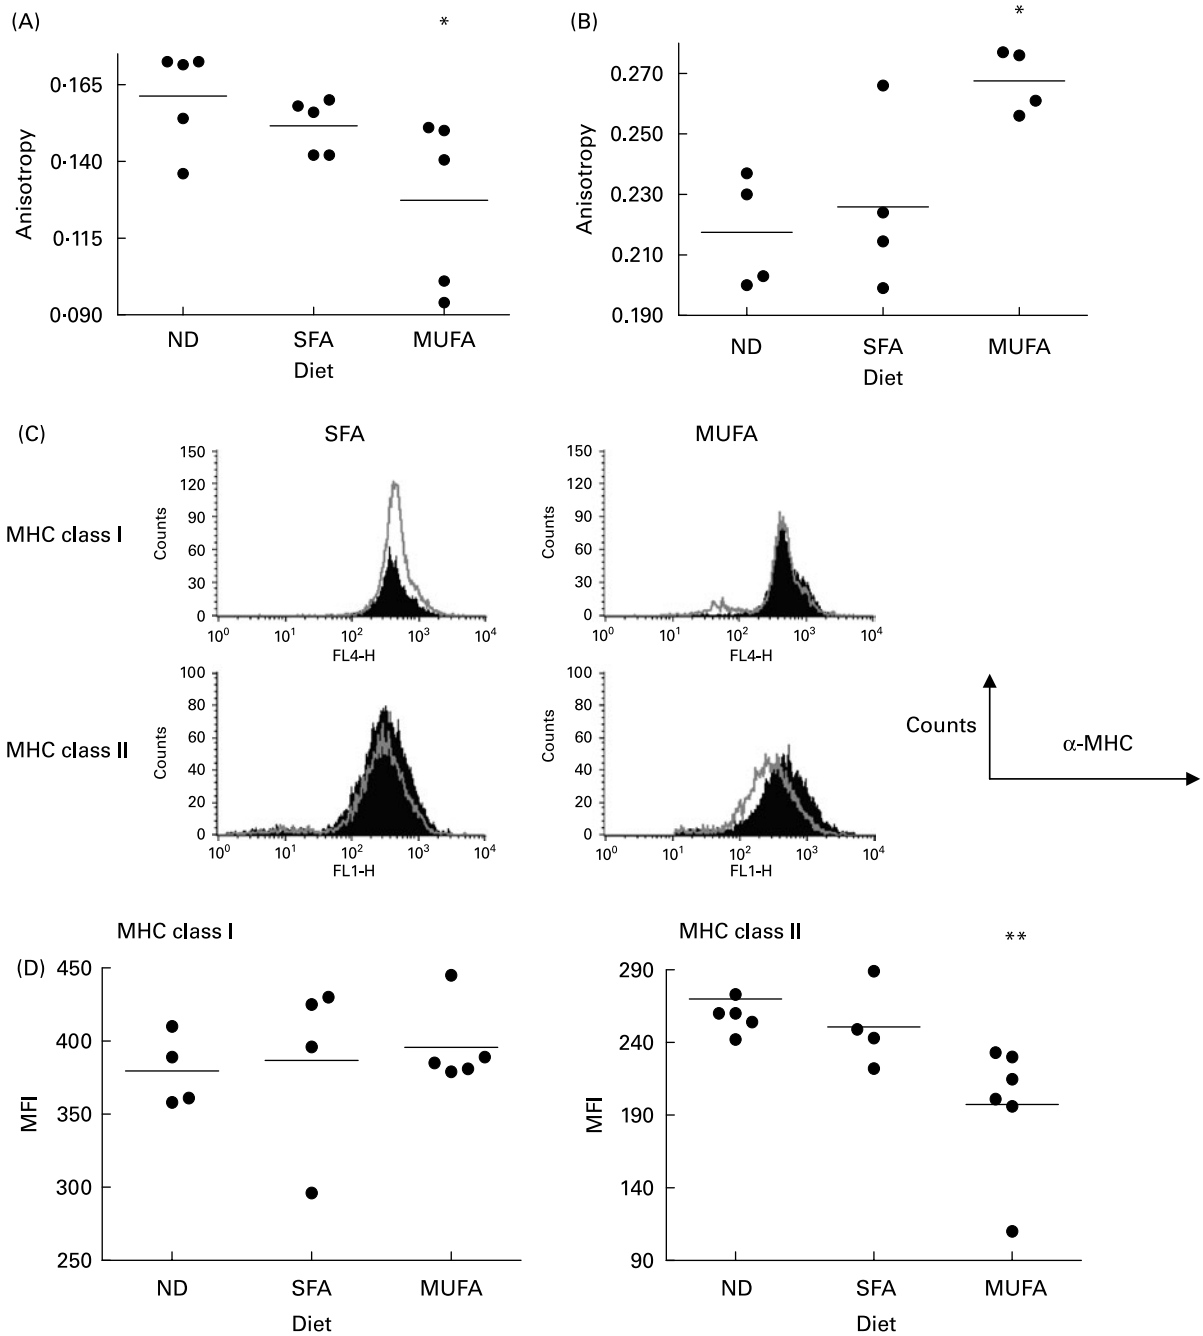 (A)
*
0·165
0·140
0·115
0·090
Anisotropy
ND SFA MUFA
Diet
(B)
*
0.270
0.250
0.230
0.210
0.190
Anisotropy
ND SFA MUFA
Diet
(C)
SFA MUFA
MHC class I
150
120
90
60
30
0
Counts
10⁰ 10¹ 10² 10³ 10⁴
FL4-H
150
120
90
60
30
0
Counts
10⁰ 10¹ 10² 10³ 10⁴
FL4-H
MHC class II
100
80
60
40
20
0
Counts
10⁰ 10¹ 10² 10³ 10⁴
FL1-H
100
80
60
40
20
0
Counts
10⁰ 10¹ 10² 10³ 10⁴
FL1-H
Counts
α-MHC
(D)
MHC class I
450
400
350
300
250
MFI
ND SFA MUFA
Diet
MHC class II
**
290
240
190
140
90
MFI
ND SFA MUFA
Diet